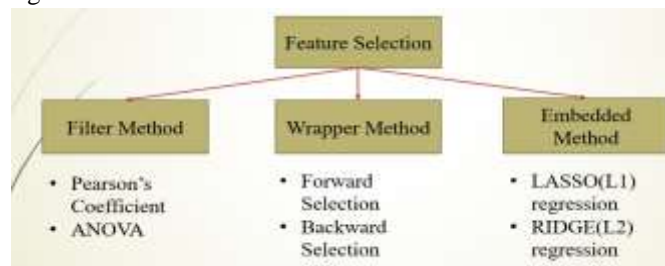 Feature Selection
Filter Method
Wrapper Method
Embedded
Method
• Pearson's
Coefficient
• ANOVA
• Forward
Selection
• Backward
Selection
• LASSO(L1)
regression
• RIDGE(L2)
regression